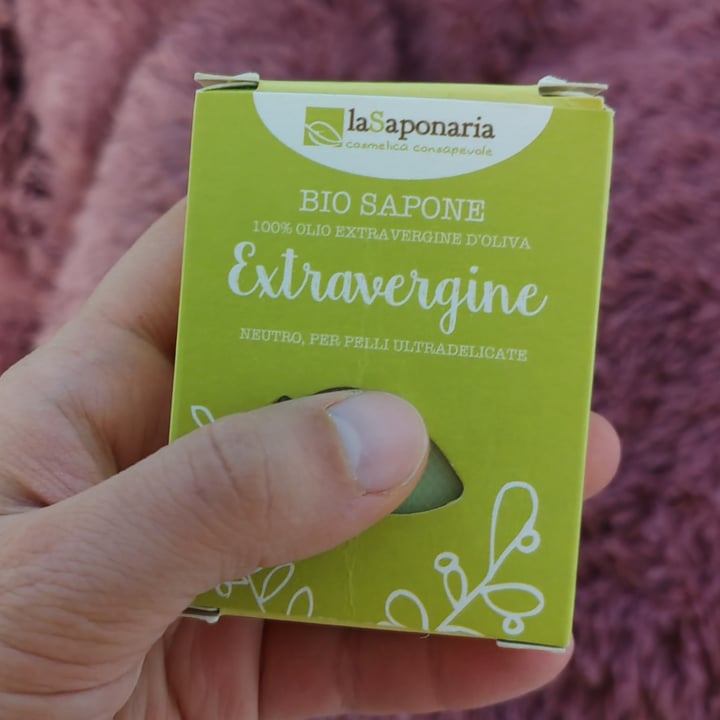 laSaponaria
cosmetica consapevole
BIO SAPONE
100% OLIO EXTRAVERGINE D'OLIVA
Extravergine
NEUTRO, PER PELLI ULTRADELICATE